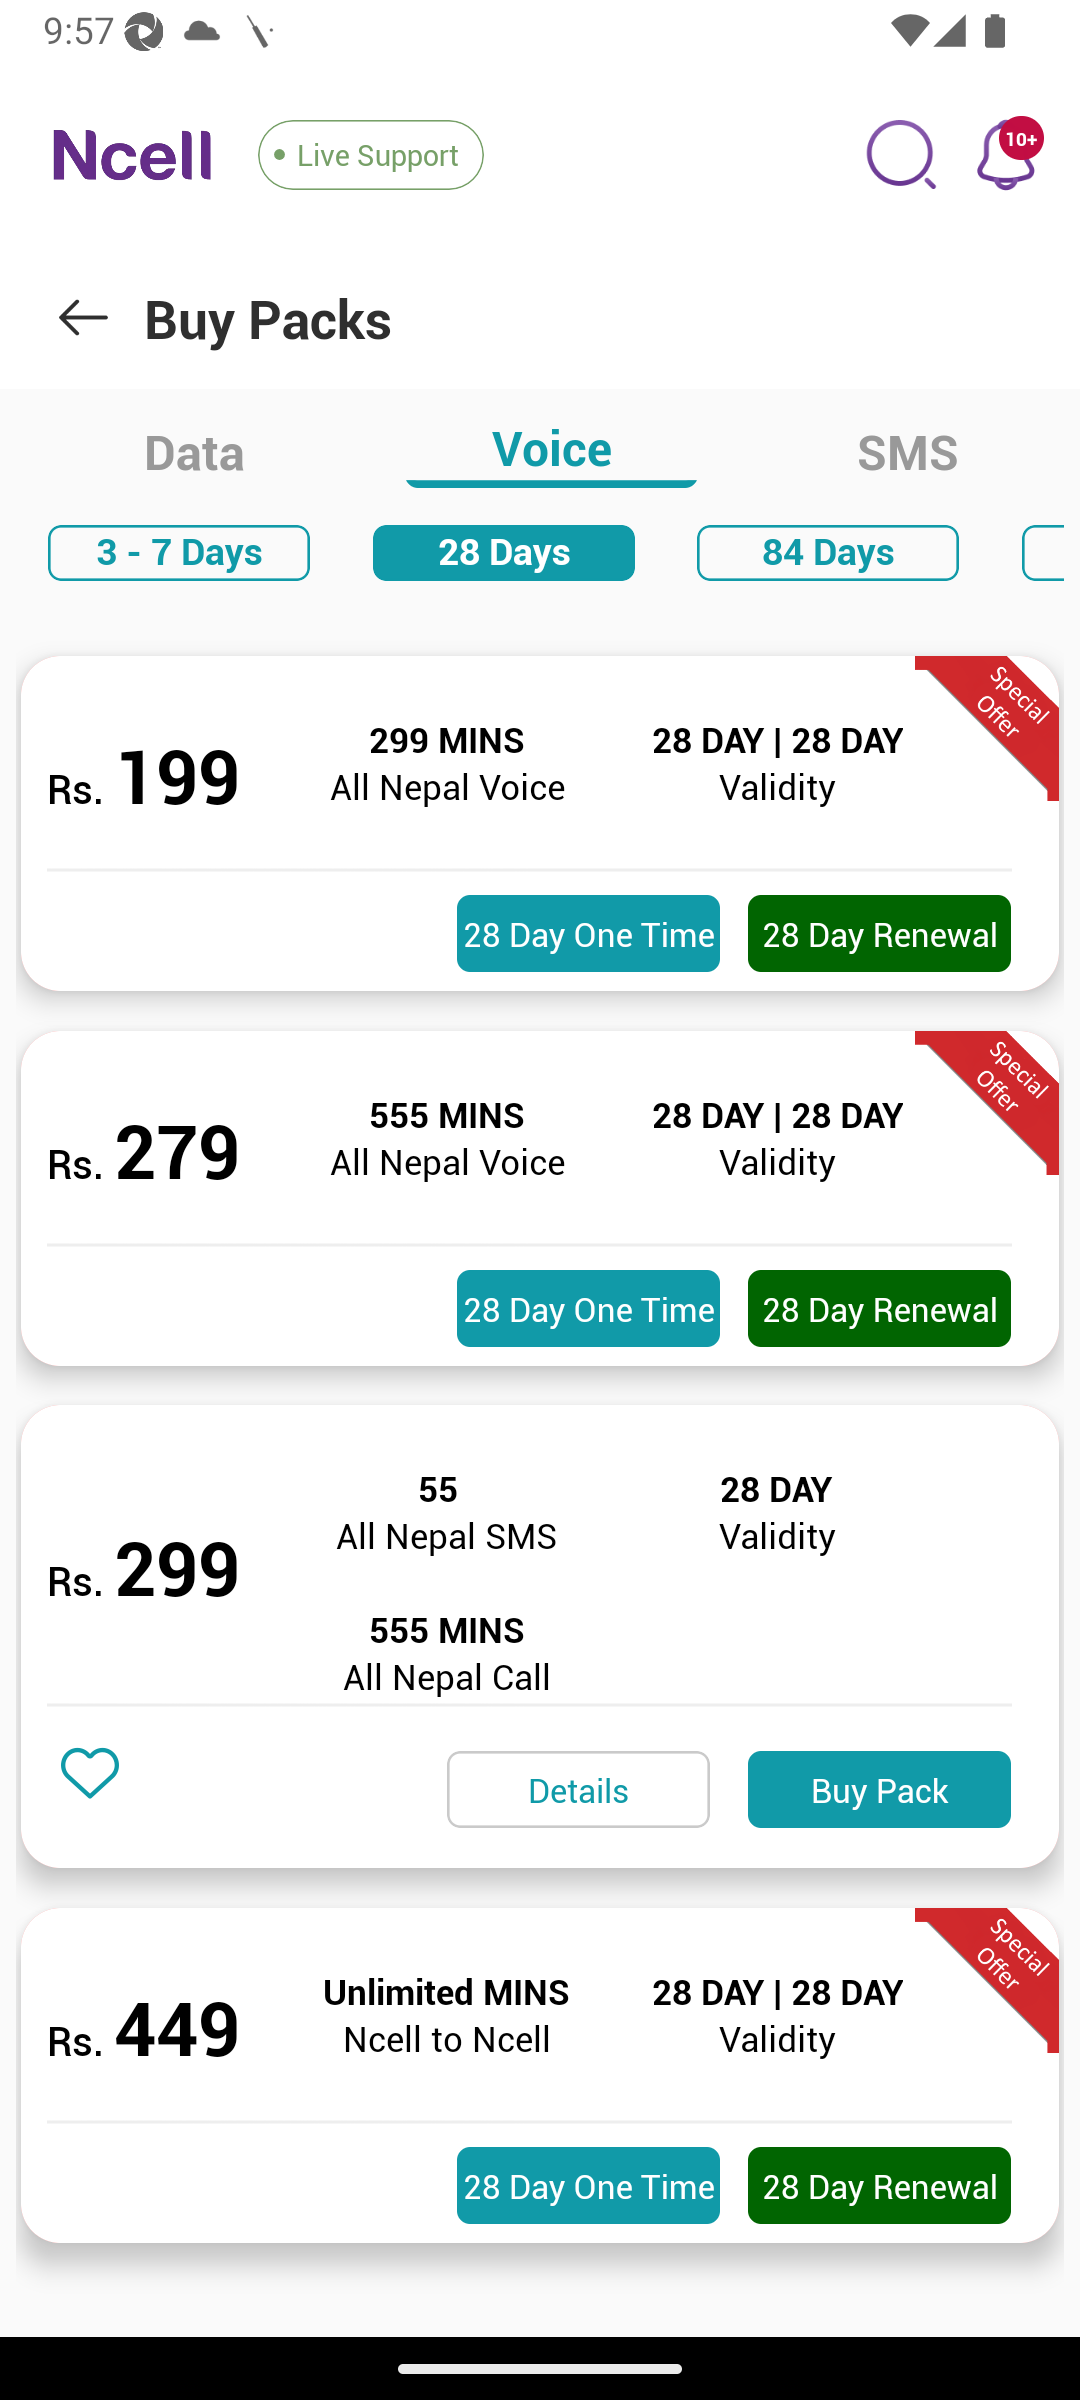 9:57
Ncell
Live Support
10+
Buy Packs
Data
Voice
SMS
3 - 7 Days
28 Days
84 Days
Special
Offer
Rs. 199
299 MINS
All Nepal Voice
28 DAY | 28 DAY
Validity
28 Day One Time
28 Day Renewal
Special
Offer
Rs. 279
555 MINS
All Nepal Voice
28 DAY | 28 DAY
Validity
28 Day One Time
28 Day Renewal
Rs. 299
55
All Nepal SMS
28 DAY
Validity
555 MINS
All Nepal Call
Details
Buy Pack
Special
Offer
Rs. 449
Unlimited MINS
Ncell to Ncell
28 DAY | 28 DAY
Validity
28 Day One Time
28 Day Renewal